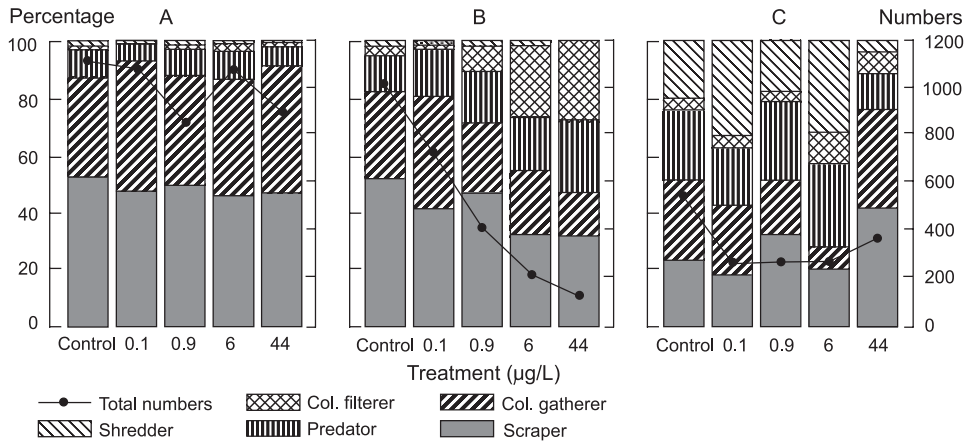 Percentage A B C Numbers
100 1200
80 1000
60 800
40 600
20 400
0 200
0
Control 0.1 0.9 6 44 Control 0.1 0.9 6 44 Control 0.1 0.9 6 44
Treatment (µg/L)
Total numbers Col. filterer Col. gatherer
Shredder Predator Scraper